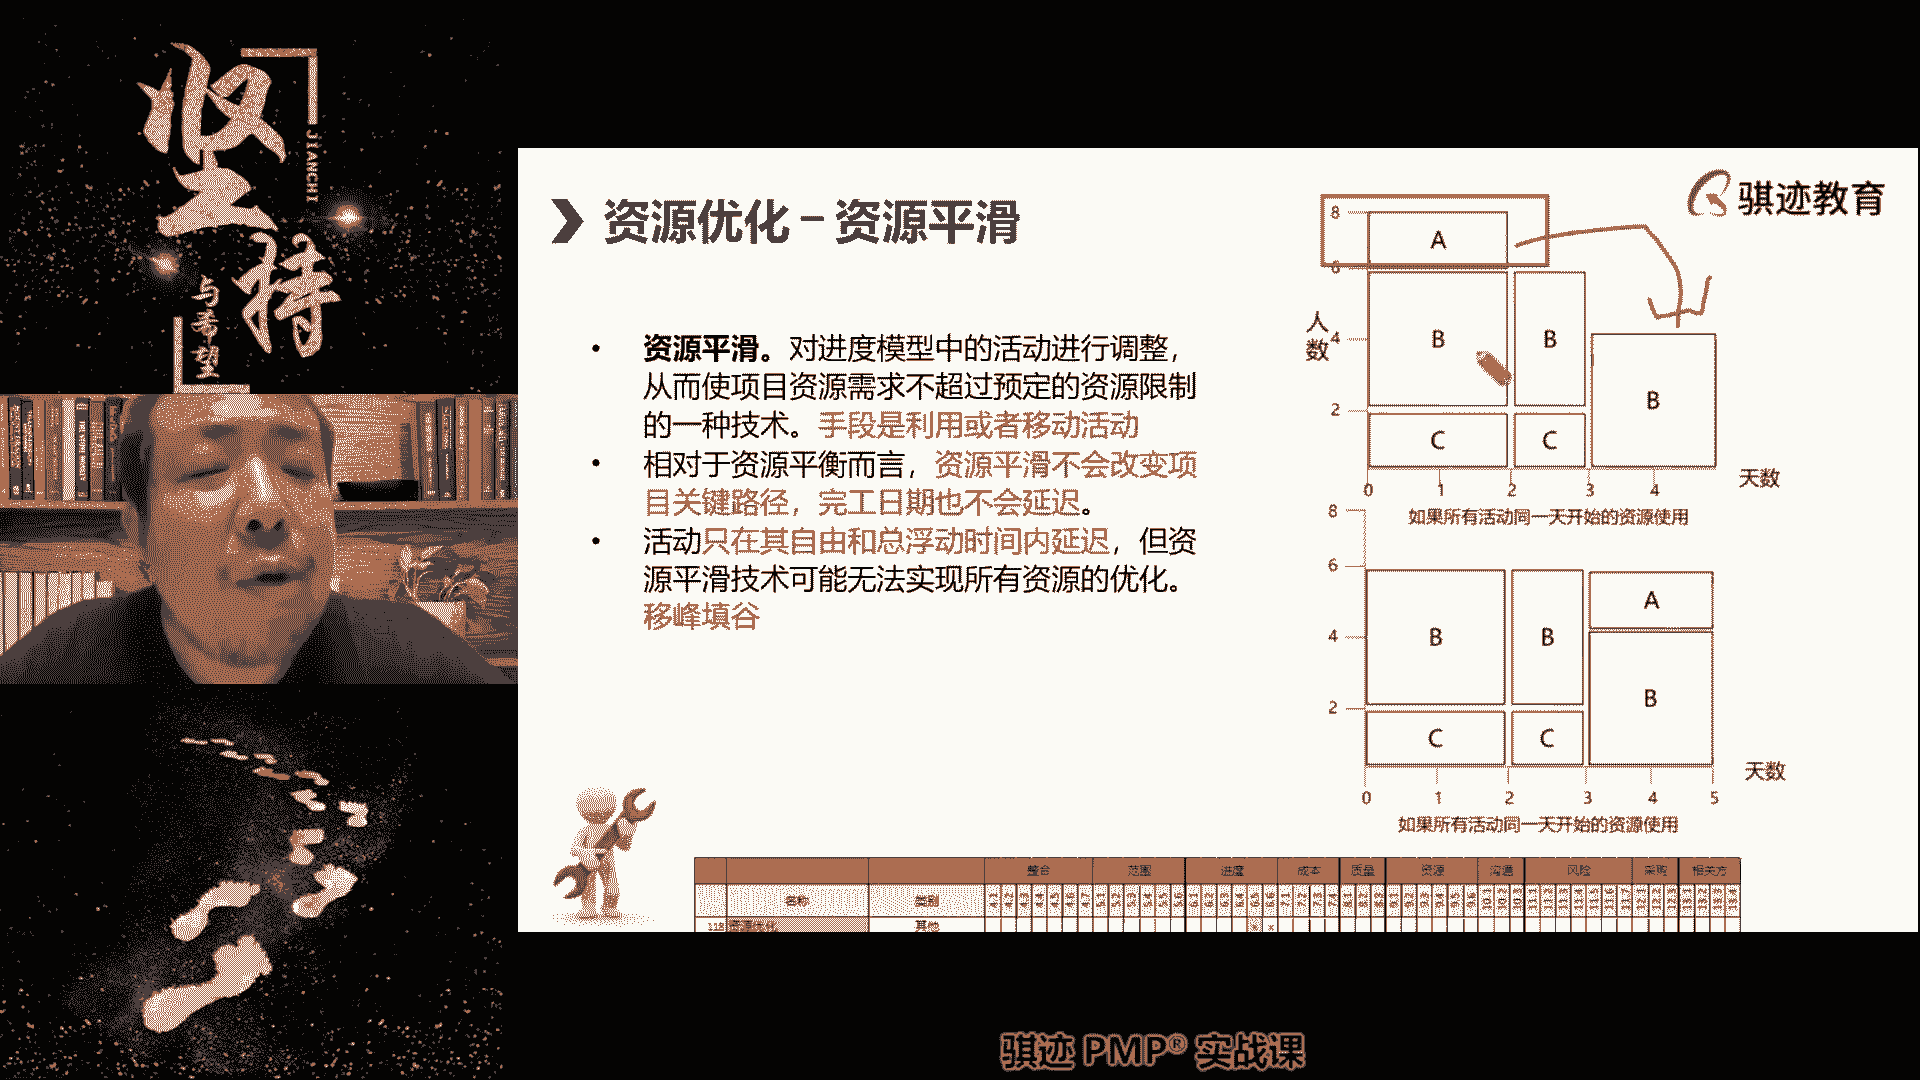 坚持
JIANCHI
与希望
资源优化－资源平滑
骐迹教育
• 资源平滑。对进度模型中的活动进行调整，
从而使项目资源需求不超过预定的资源限制
的一种技术。手段是利用或者移动活动
• 相对于资源平衡而言，资源平滑不会改变项
目关键路径，完工日期也不会延迟。
• 活动只在其自由和总浮动时间内延迟，但资
源平滑技术可能无法实现所有资源的优化。
移峰填谷
8
A
6
人数
4
B
B
B
2
C
C
0 1 2 3 4
天数
如果所有活动同一天开始的资源使用
8
6
A
4
B
B
B
2
C
C
天数
0 1 2 3 4 5
如果所有活动同一天开始的资源使用
整合 范围 进度 成本 质量 资源 沟通 风险 采购 相关方
名称 类别
资源优化 其他
骐迹 PMP® 实战课